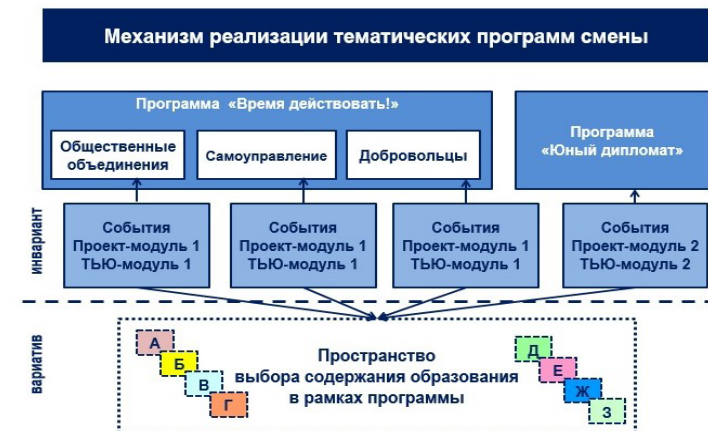 Механизм реализации тематических программ смены
Программа «Время действовать!»
Общественные
объединения
Самоуправление
Добровольцы
Программа
«Юный дипломат»
инвариант
События
Проект-модуль 1
ТЬЮ-модуль 1
События
Проект-модуль 1
ТЬЮ-модуль 1
События
Проект-модуль 1
ТЬЮ-модуль 1
События
Проект-модуль 2
ТЬЮ-модуль 2
вариатив
А
Б
В
Г
Пространство
выбора содержания образования
в рамках программы
Д
Е
Ж
З